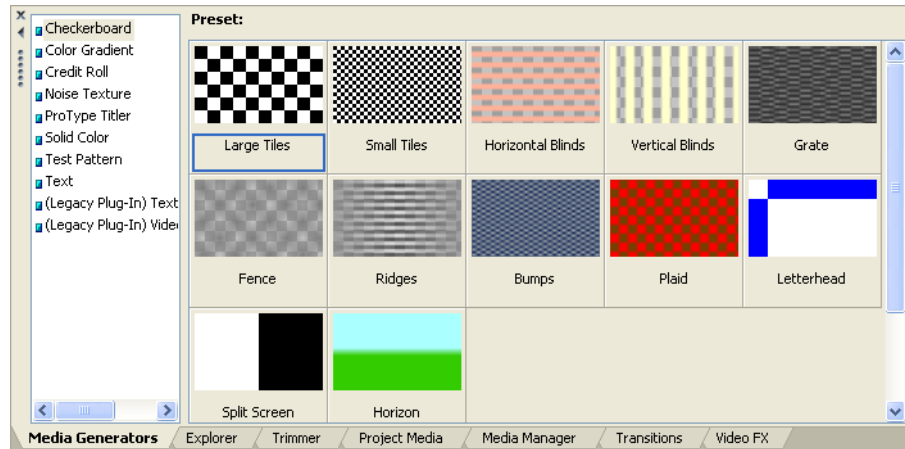 Preset:
Checkerboard
Color Gradient
Credit Roll
Noise Texture
ProType Titler
Solid Color
Test Pattern
Text
(Legacy Plug-In) Text
(Legacy Plug-In) Vide
Large Tiles
Small Tiles
Horizontal Blinds
Vertical Blinds
Grate
Fence
Ridges
Bumps
Plaid
Letterhead
Split Screen
Horizon
Media Generators
Explorer
Trimmer
Project Media
Media Manager
Transitions
Video FX